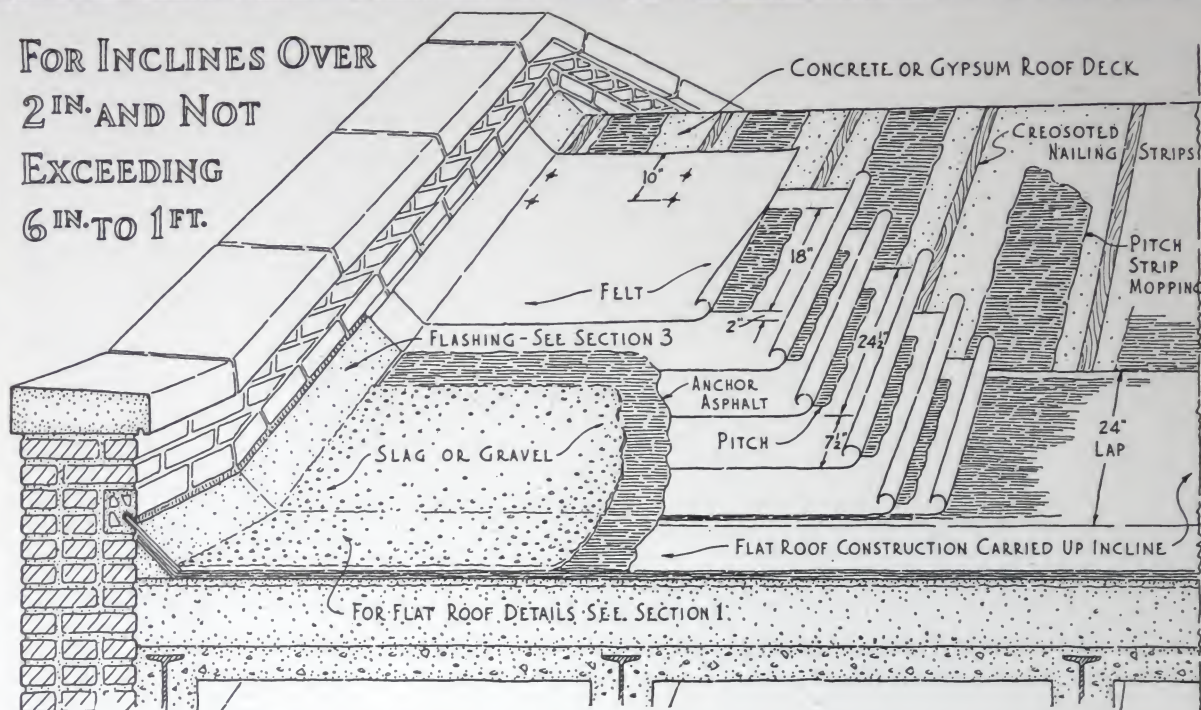 FOR INCLINES OVER
2 IN. AND NOT
EXCEEDING
6 IN. TO 1 FT.
CONCRETE OR GYPSUM ROOF DECK
CREOSOTED
NAILING STRIPS
10"
PITCH
STRIP
MOPPING
18"
FELT
2"
FLASHING - SEE SECTION 3
24½"
ANCHOR
ASPHALT
24"
LAP
PITCH
7½"
SLAG OR GRAVEL
FLAT ROOF CONSTRUCTION CARRIED UP INCLINE
FOR FLAT ROOF DETAILS SEE SECTION 1.